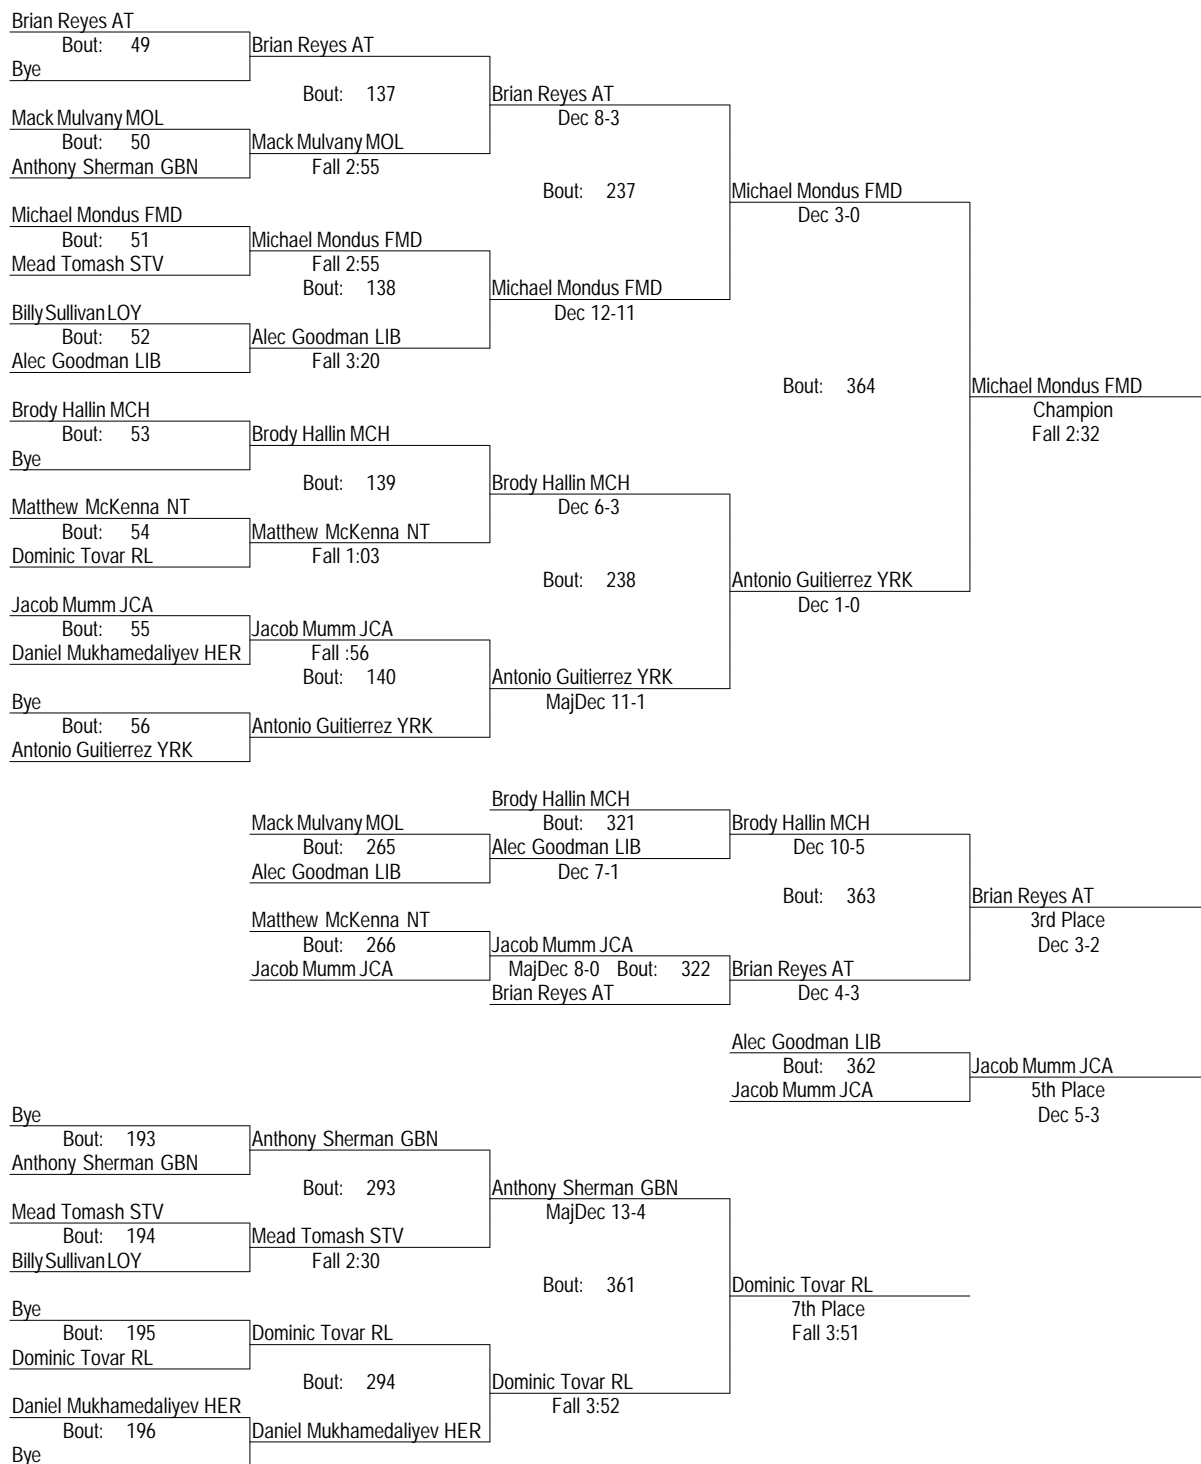 Brian Reyes AT
Bout: 49
Brian Reyes AT
Bye
Bout: 137
Brian Reyes AT
Mack Mulvany MOL
Dec 8-3
Bout: 50
Mack Mulvany MOL
Anthony Sherman GBN
Fall 2:55
Bout: 237
Michael Mondus FMD
Michael Mondus FMD
Dec 3-0
Bout: 51
Michael Mondus FMD
Mead Tomash STV
Fall 2:55
Bout: 138
Michael Mondus FMD
Billy Sullivan LOY
Dec 12-11
Bout: 52
Alec Goodman LIB
Alec Goodman LIB
Fall 3:20
Bout: 364
Michael Mondus FMD
Brody Hallin MCH
Champion
Bout: 53
Brody Hallin MCH
Fall 2:32
Bye
Bout: 139
Brody Hallin MCH
Matthew McKenna NT
Dec 6-3
Bout: 54
Matthew McKenna NT
Dominic Tovar RL
Fall 1:03
Bout: 238
Antonio Guitierrez YRK
Jacob Mumm JCA
Dec 1-0
Bout: 55
Jacob Mumm JCA
Daniel Mukhamedaliyev HER
Fall :56
Bout: 140
Antonio Guitierrez YRK
Bye
MajDec 11-1
Bout: 56
Antonio Guitierrez YRK
Antonio Guitierrez YRK
Brody Hallin MCH
Mack Mulvany MOL
Bout: 321
Brody Hallin MCH
Bout: 265
Alec Goodman LIB
Dec 10-5
Alec Goodman LIB
Dec 7-1
Bout: 363
Brian Reyes AT
Matthew McKenna NT
3rd Place
Bout: 266
Jacob Mumm JCA
Dec 3-2
Jacob Mumm JCA
MajDec 8-0 Bout: 322
Brian Reyes AT
Brian Reyes AT
Dec 4-3
Alec Goodman LIB
Bout: 362
Jacob Mumm JCA
Jacob Mumm JCA
5th Place
Dec 5-3
Bye
Bout: 193
Anthony Sherman GBN
Anthony Sherman GBN
Bout: 293
Anthony Sherman GBN
Mead Tomash STV
MajDec 13-4
Bout: 194
Mead Tomash STV
Billy Sullivan LOY
Fall 2:30
Bout: 361
Dominic Tovar RL
Bye
7th Place
Bout: 195
Dominic Tovar RL
Fall 3:51
Dominic Tovar RL
Bout: 294
Dominic Tovar RL
Daniel Mukhamedaliyev HER
Fall 3:52
Bout: 196
Daniel Mukhamedaliyev HER
Bye